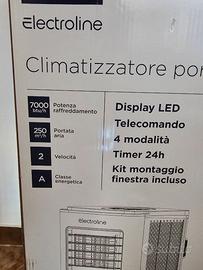 Electroline
Climatizzatore por
7000
Btu/h
Potenza
raffreddamento
250
m³/h
Portata
aria
2
Velocità
A
Classe
energetica
Display LED
Telecomando
4 modalità
Timer 24h
Kit montaggio
finestra incluso
Electroline
subito